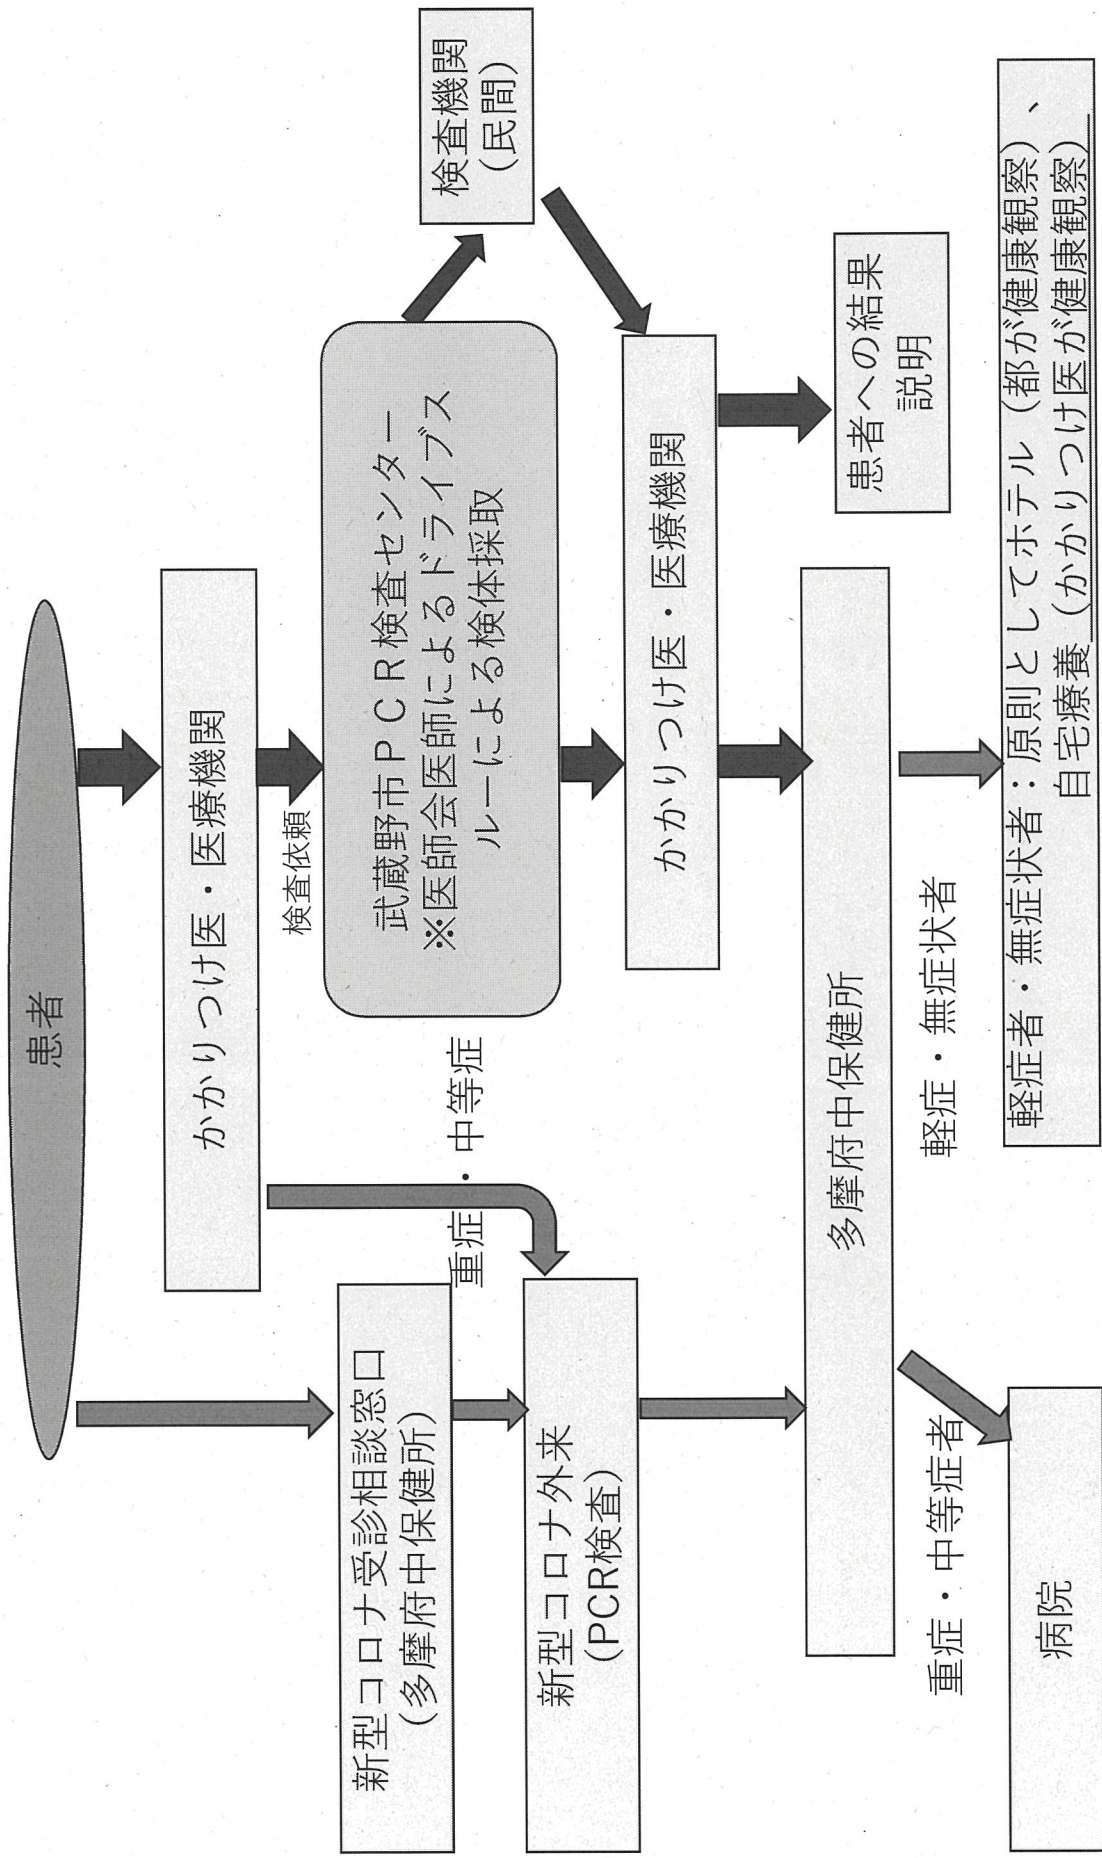 患者
かかりつけ医・医療機関
検査依頼
新型コロナ受診相談窓口
(多摩府中保健所)
武蔵野市PCR検査センター
※医師会医師によるドライブス
ルーによる検体採取
検査機関
(民間)
重症・中等症
新型コロナ外来
(PCR検査)
かかりつけ医・医療機関
多摩府中保健所
患者への結果
説明
重症・中等症者
軽症・無症状者
病院
軽症者・無症状者:原則としてホテル(都が健康観察)、
自宅療養(かかりつけ医が健康観察)